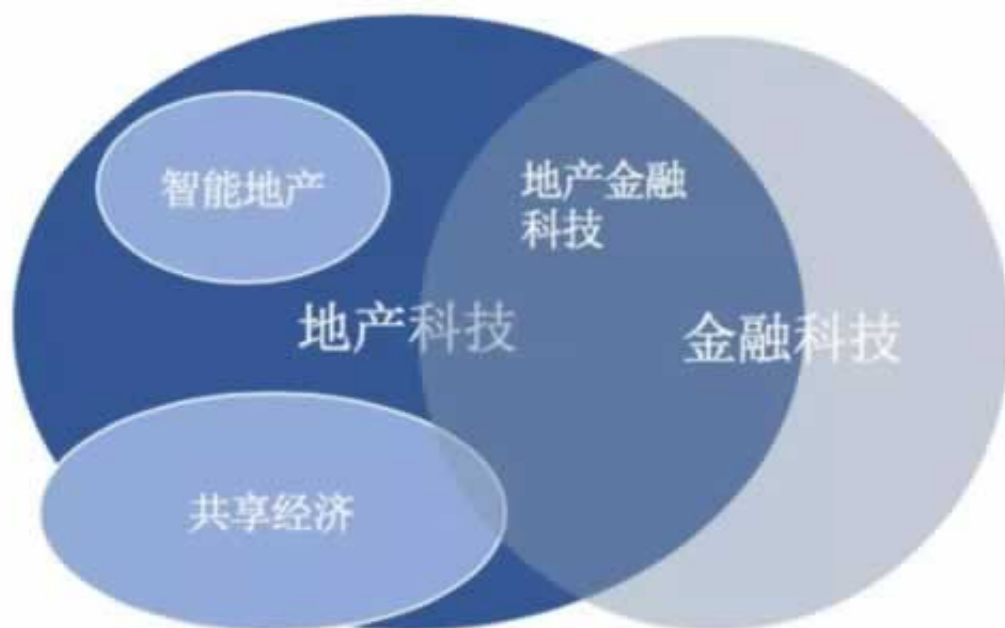 智能地产
地产金融
科技
地产科技
金融科技
共享经济